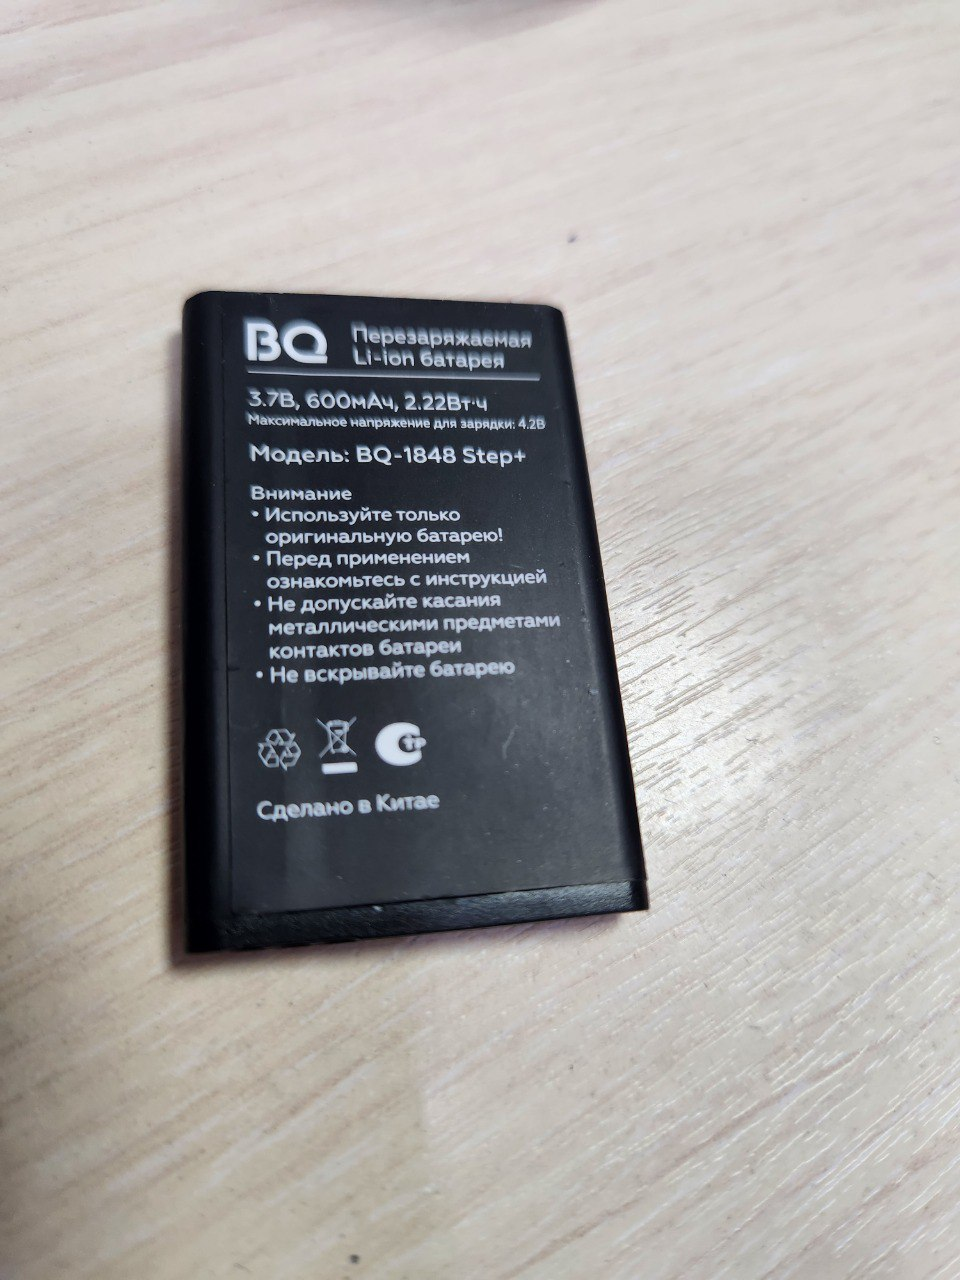 BQ
Перезаряжаемая
Li-ion батарея
3.7В, 600мАч, 2.22Вт·ч
Максимальное напряжение для зарядки: 4.2В
Модель: BQ-1848 Step+
Внимание
• Используйте только
оригинальную батарею!
• Перед применением
ознакомьтесь с инструкцией
• Не допускайте касания
металлическими предметами
контактов батареи
• Не вскрывайте батарею
Сделано в Китае